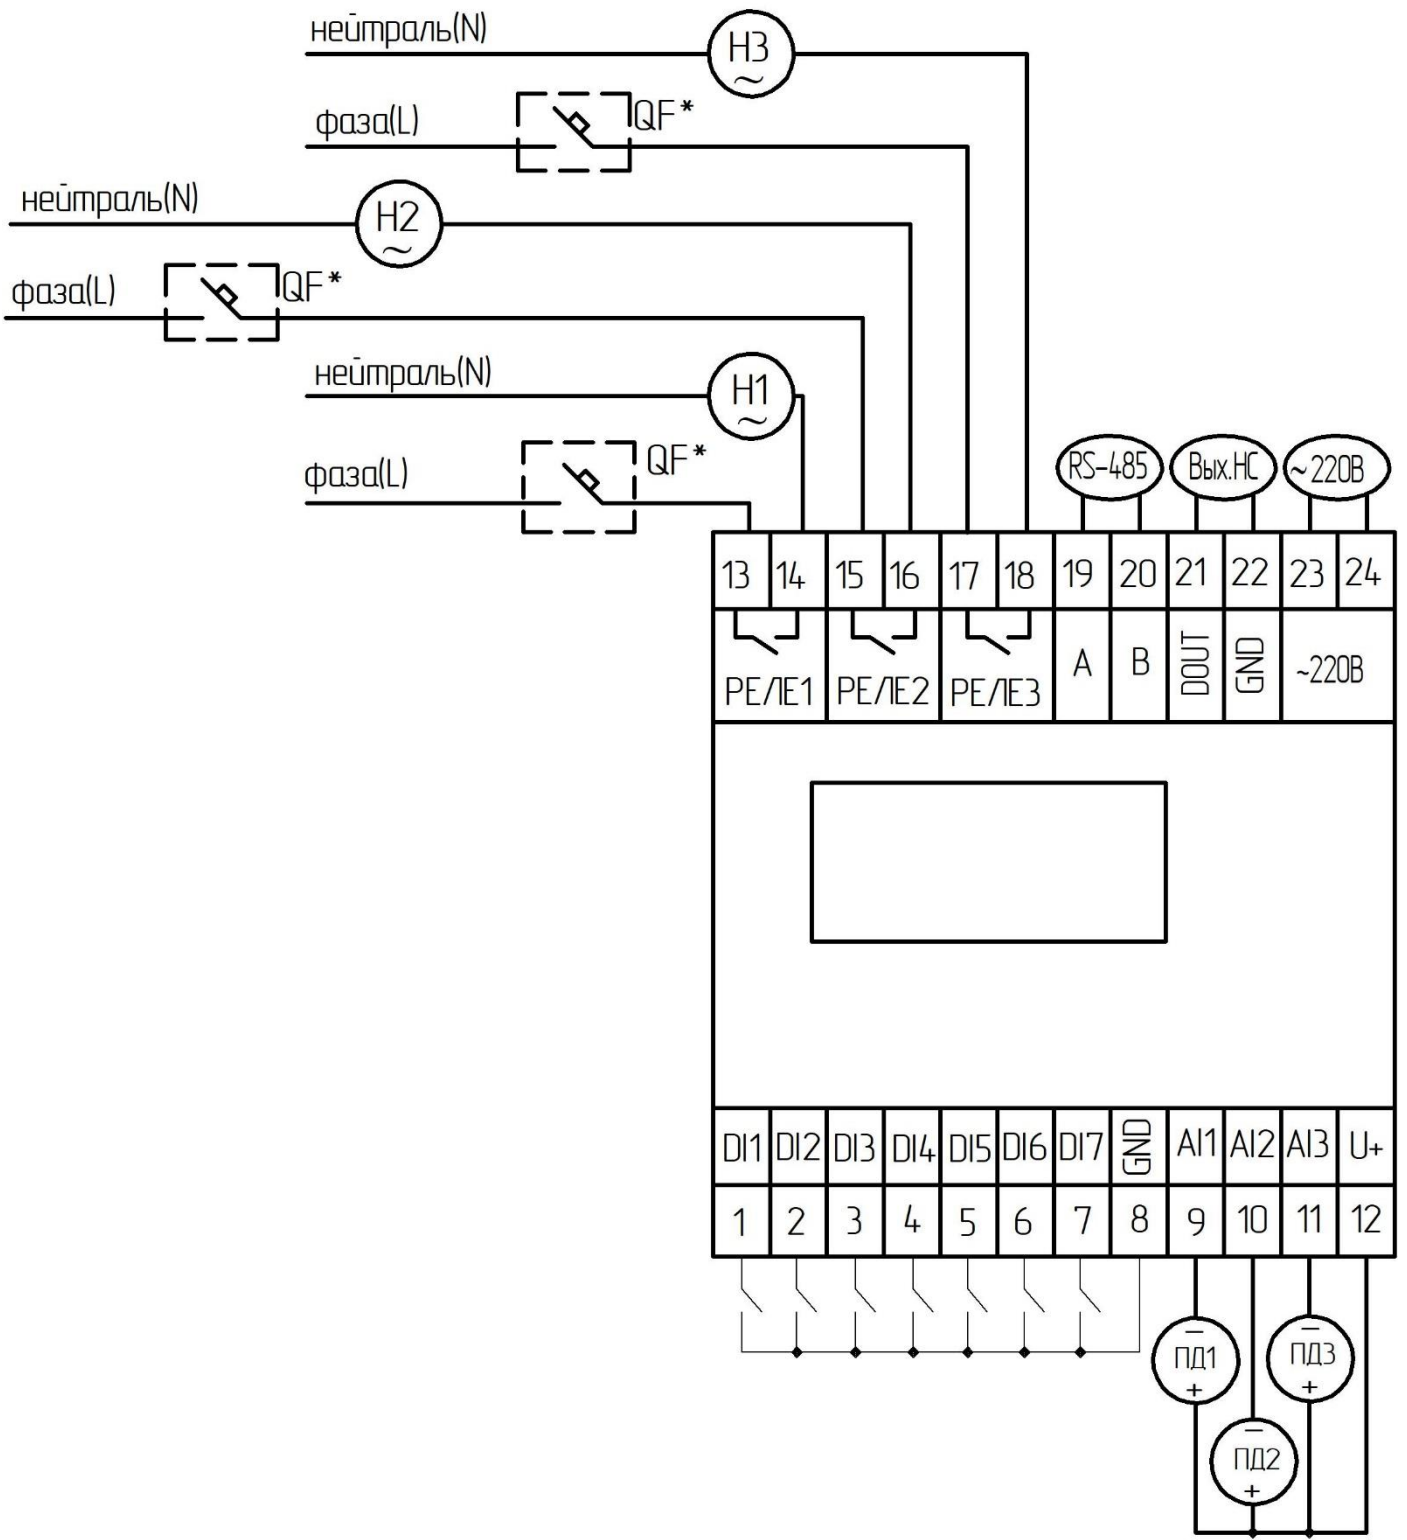 нейтраль(N)
Н3
~
фаза(L)
QF*
нейтраль(N)
Н2
~
фаза(L)
QF*
нейтраль(N)
Н1
~
фаза(L)
QF*
RS-485
Вых.НС
~220В
13 14 15 16 17 18 19 20 21 22 23 24
РЕЛЕ1 РЕЛЕ2 РЕЛЕ3 A B DOUT GND ~220В
DI1 DI2 DI3 DI4 DI5 DI6 DI7 GND AI1 AI2 AI3 U+
1 2 3 4 5 6 7 8 9 10 11 12
−
ПД1
+
−
ПД3
+
−
ПД2
+